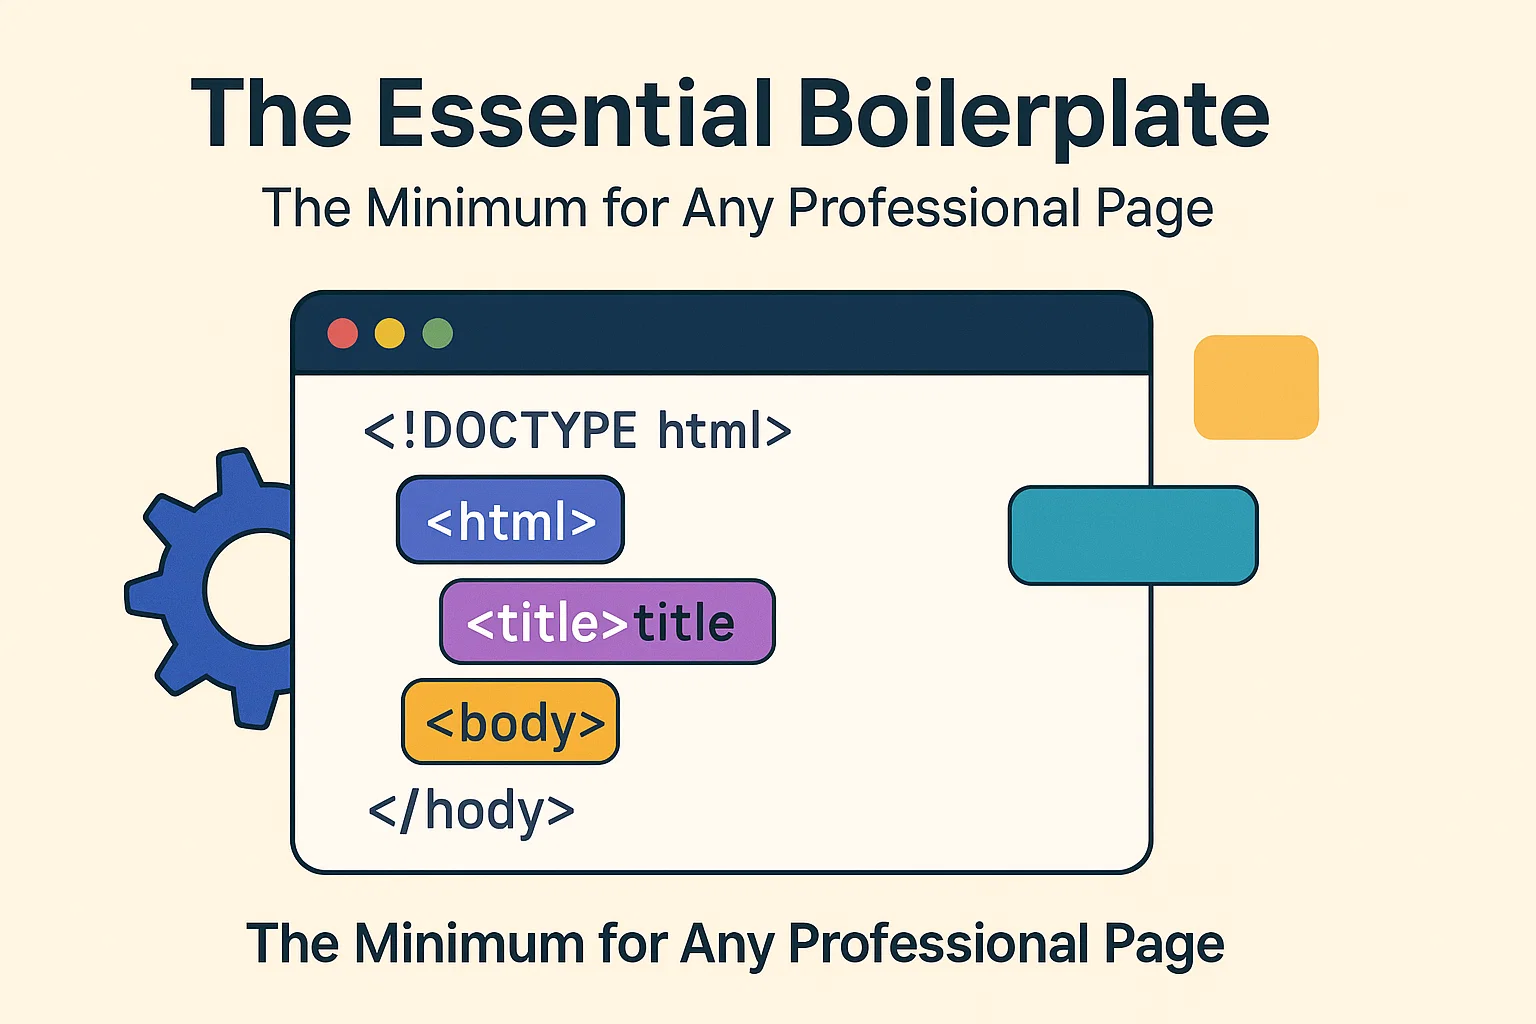 The Essential Boilerplate
The Minimum for Any Professional Page
<!DOCTYPE html>
<html>
<title>title
<body>
</hody>
The Minimum for Any Professional Page